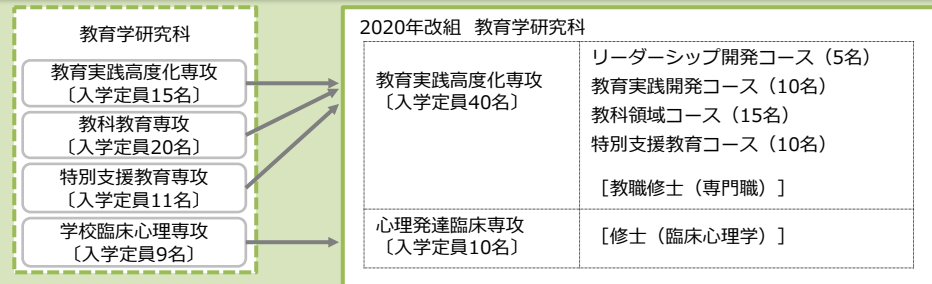 教育学研究科
教育実践高度化専攻
〔入学定員15名〕
教科教育専攻
〔入学定員20名〕
特別支援教育専攻
〔入学定員11名〕
学校臨床心理専攻
〔入学定員9名〕
2020年改組 教育学研究科
教育実践高度化専攻
〔入学定員40名〕
リーダーシップ開発コース（5名）
教育実践開発コース（10名）
教科領域コース（15名）
特別支援教育コース（10名）
［教職修士（専門職）］
心理発達臨床専攻
〔入学定員10名〕
［修士（臨床心理学）］